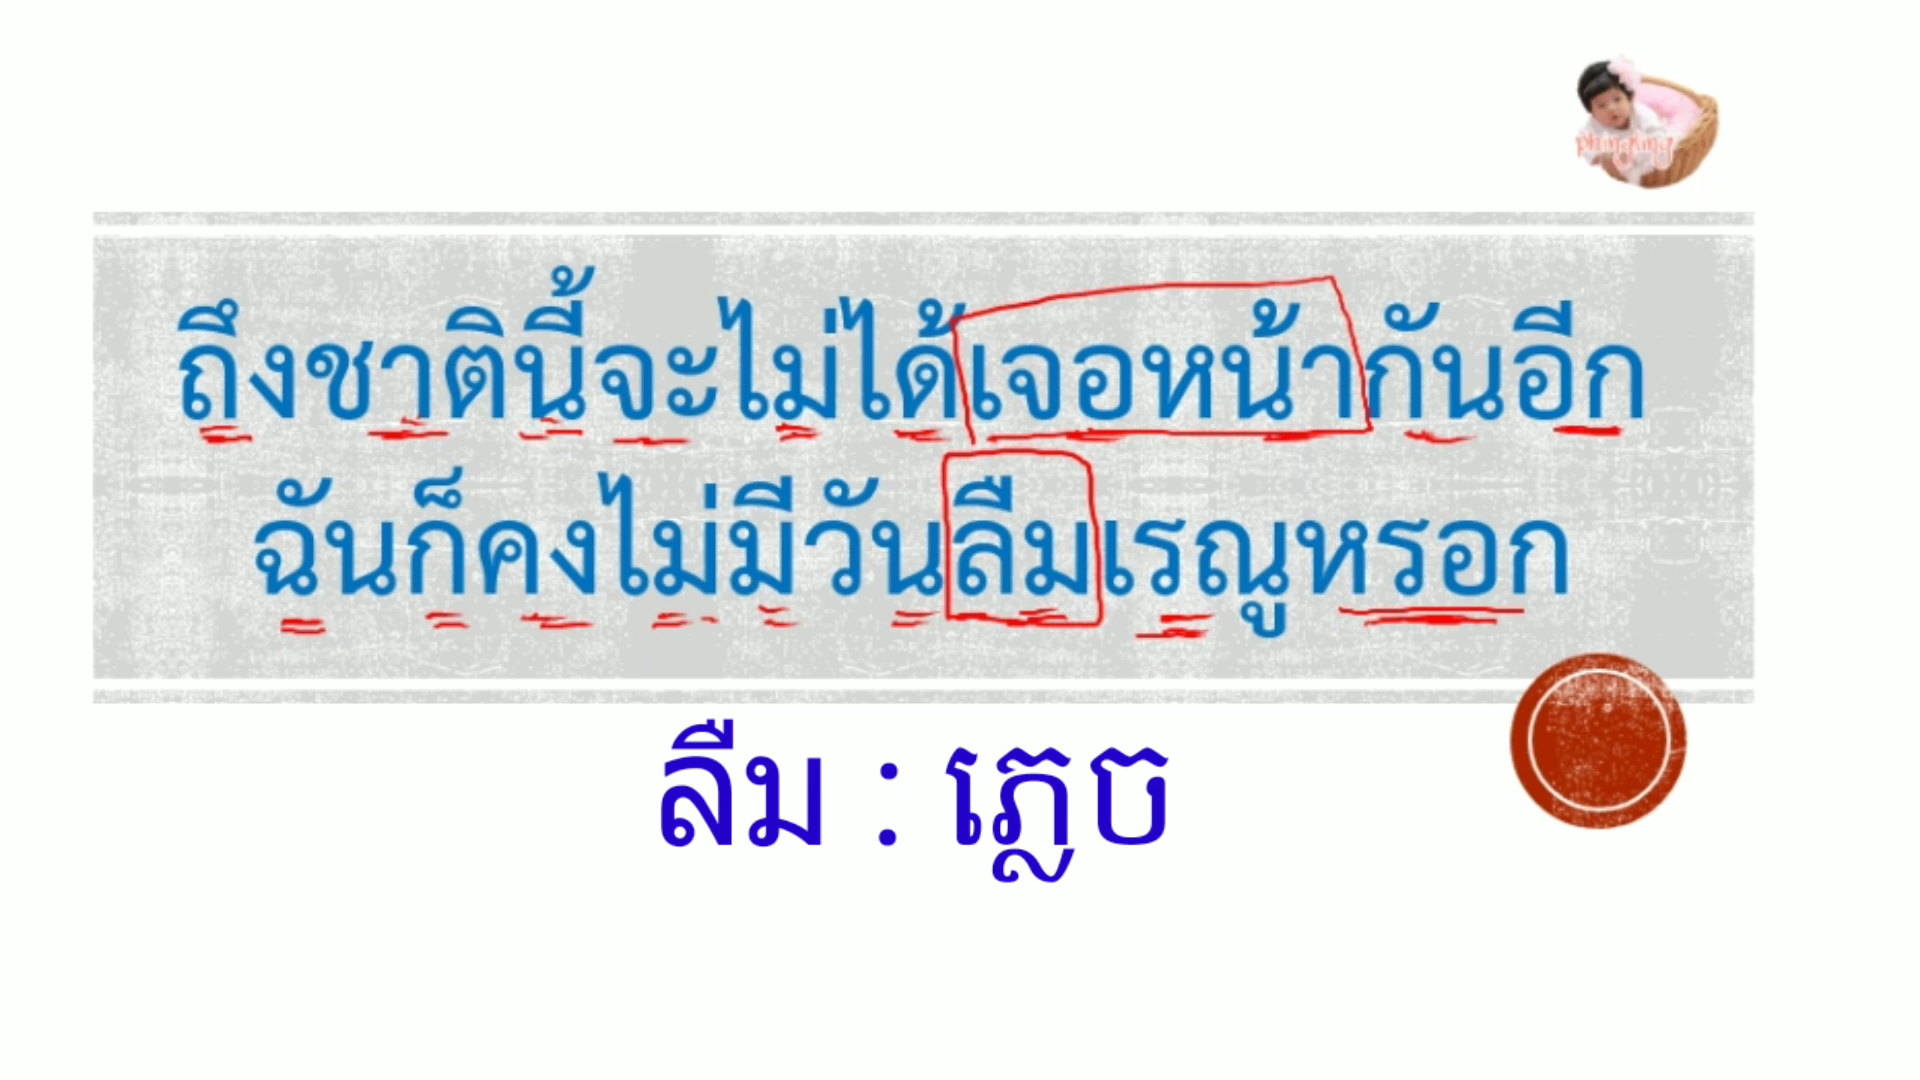 phingping
ถึงชาตินี้จะไม่ได้เจอหน้ากันอีก
ฉันก็คงไม่มีวันลืมเรณูหรอก
ลืม : ភ្លេច